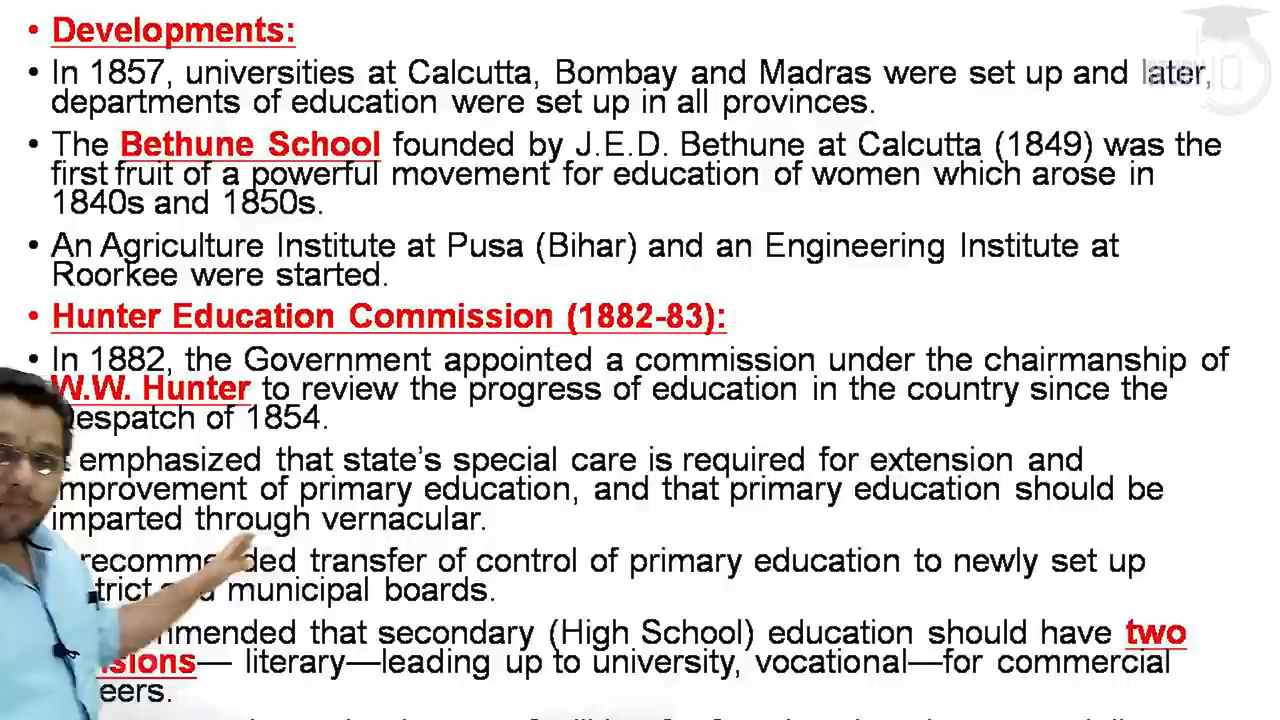 • Developments:
• In 1857, universities at Calcutta, Bombay and Madras were set up and later,
departments of education were set up in all provinces.
• The Bethune School founded by J.E.D. Bethune at Calcutta (1849) was the
first fruit of a powerful movement for education of women which arose in
1840s and 1850s.
• An Agriculture Institute at Pusa (Bihar) and an Engineering Institute at
Roorkee were started.
• Hunter Education Commission (1882-83):
• In 1882, the Government appointed a commission under the chairmanship of
W.W. Hunter to review the progress of education in the country since the
Despatch of 1854.
emphasized that state's special care is required for extension and
improvement of primary education, and that primary education should be
imparted through vernacular.
recommended transfer of control of primary education to newly set up
municipal boards.
that secondary (High School) education should have two
— literary—leading up to university, vocational—for commercial